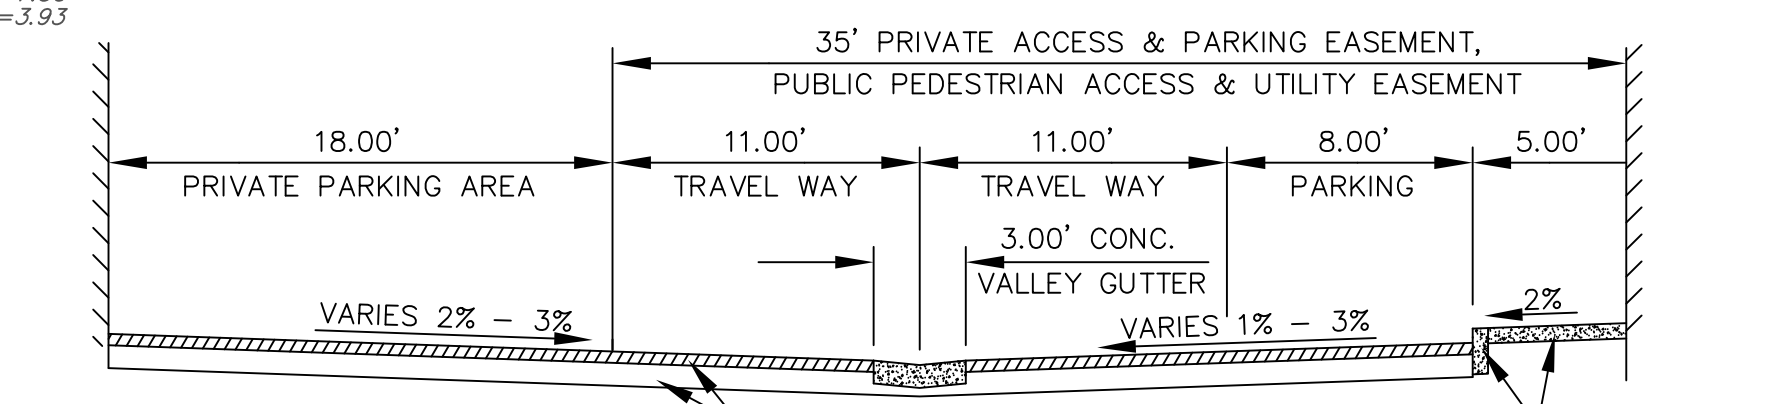 =3.93
35' PRIVATE ACCESS & PARKING EASEMENT,
PUBLIC PEDESTRIAN ACCESS & UTILITY EASEMENT
18.00'
11.00'
11.00'
8.00'
5.00'
PRIVATE PARKING AREA
TRAVEL WAY
TRAVEL WAY
PARKING
3.00' CONC.
VALLEY GUTTER
VARIES 2% - 3%
VARIES 1% - 3%
2%